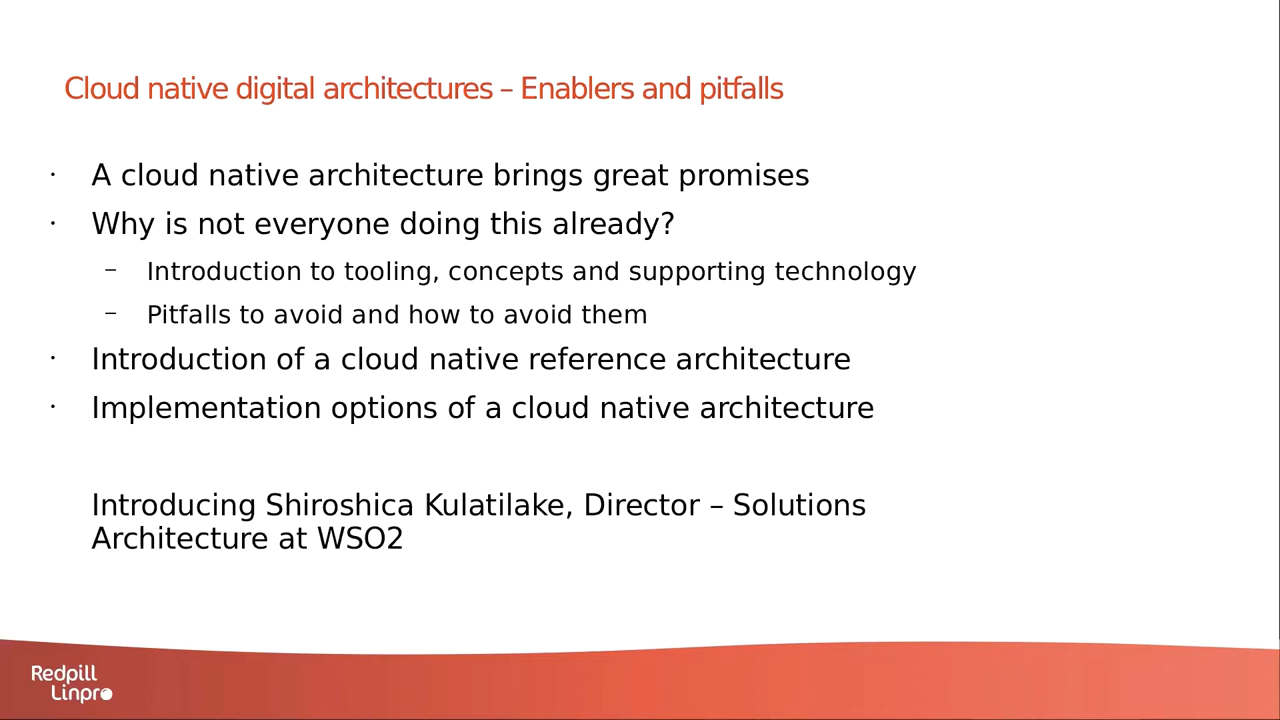 Cloud native digital architectures – Enablers and pitfalls
· A cloud native architecture brings great promises
· Why is not everyone doing this already?
– Introduction to tooling, concepts and supporting technology
– Pitfalls to avoid and how to avoid them
· Introduction of a cloud native reference architecture
· Implementation options of a cloud native architecture
Introducing Shiroshica Kulatilake, Director – Solutions
Architecture at WSO2
Redpill
Linpro